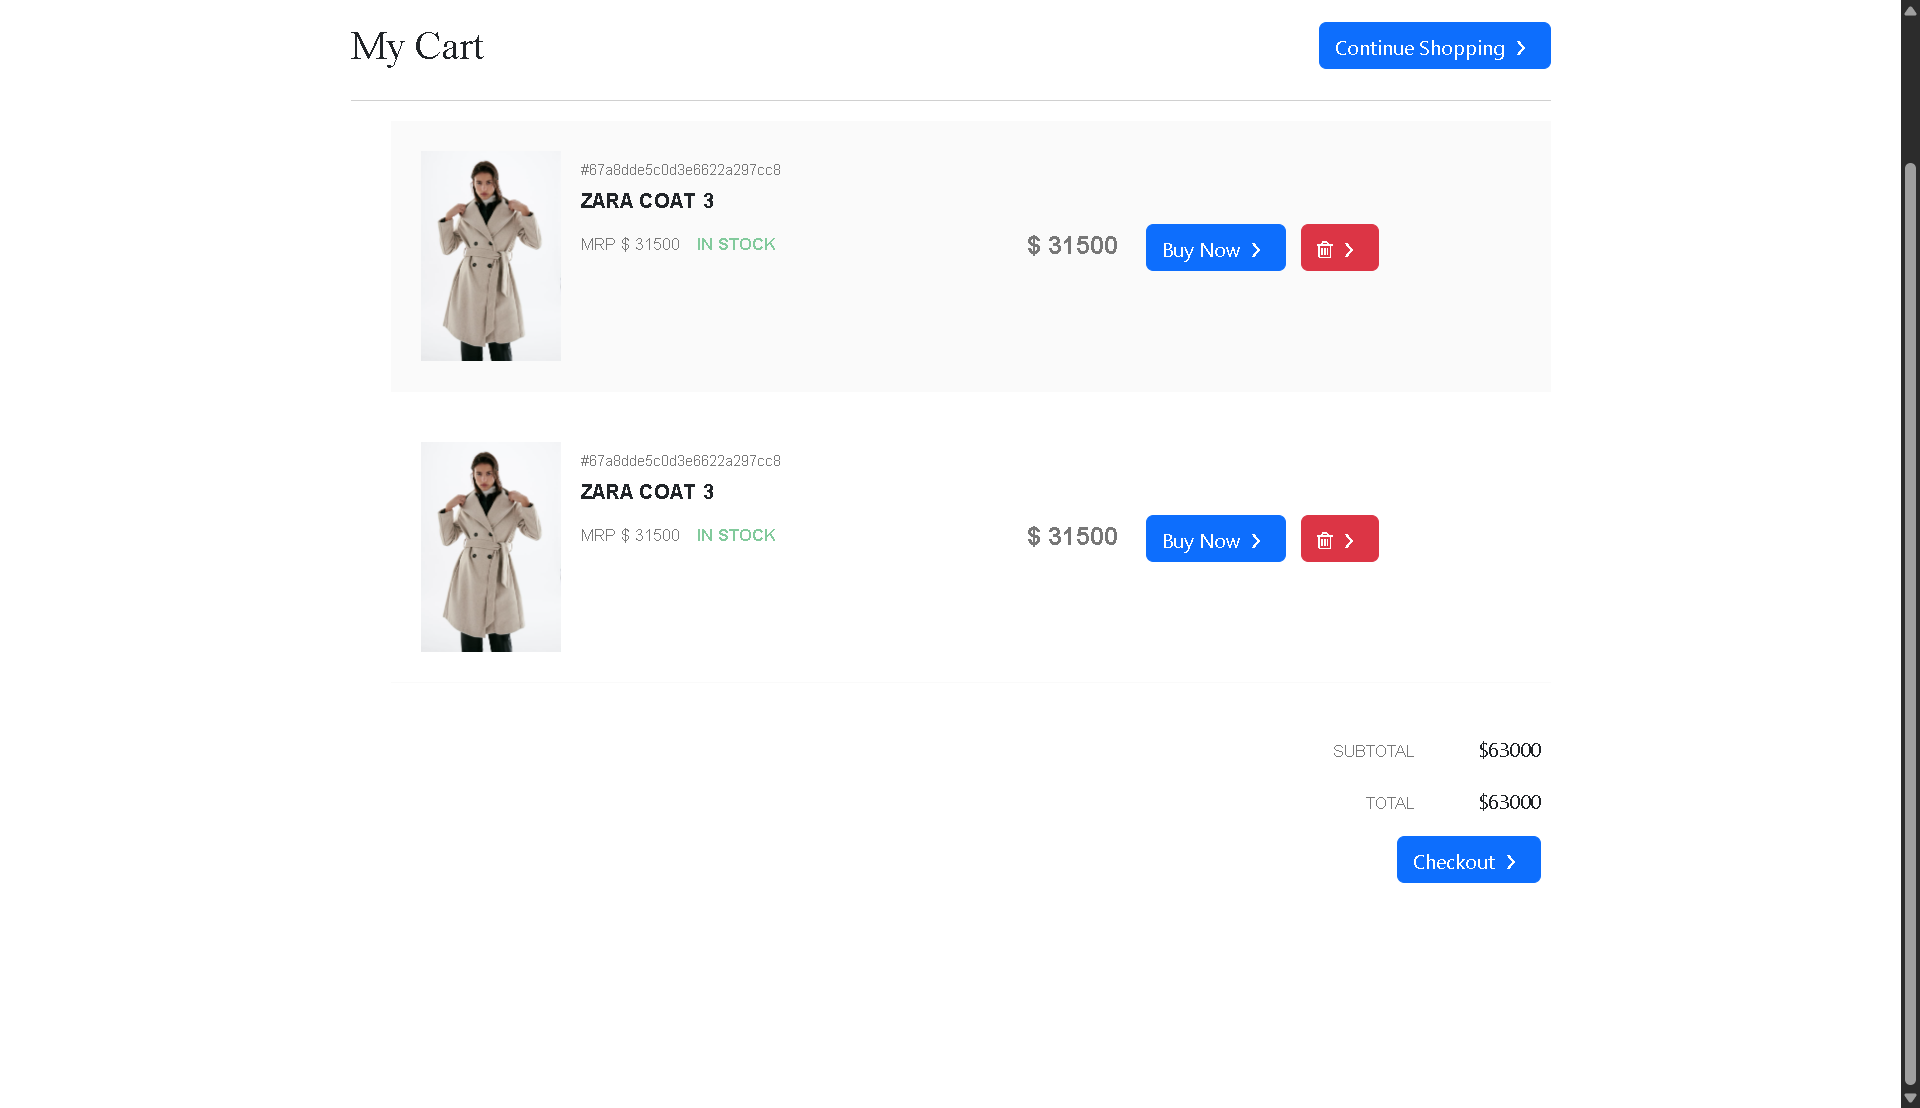 My Cart
Continue Shopping
#67a8dde5c0d3e6622a297cc8
ZARA COAT 3
MRP $ 31500 IN STOCK
$ 31500
Buy Now
#67a8dde5c0d3e6622a297cc8
ZARA COAT 3
MRP $ 31500 IN STOCK
$ 31500
Buy Now
SUBTOTAL $63000
TOTAL $63000
Checkout